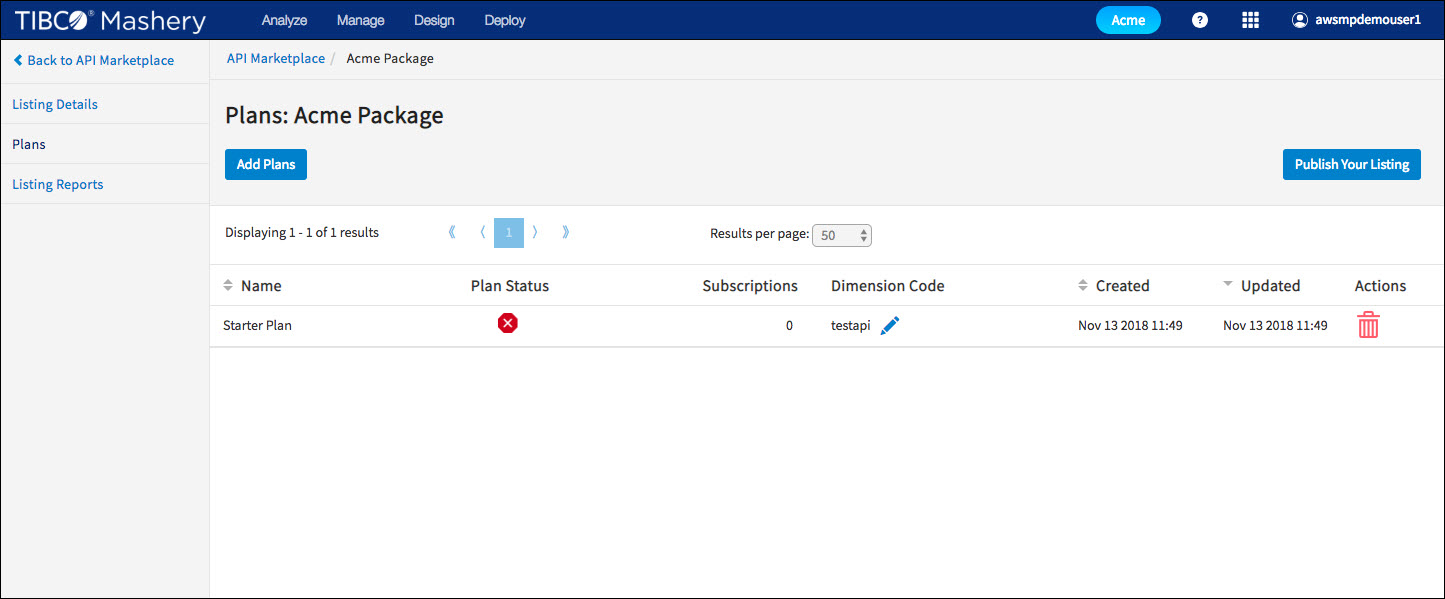 TIBCO® Mashery Analyze Manage Design Deploy Acme ? awsmpdemouser1
Back to API Marketplace
API Marketplace / Acme Package
Listing Details
Plans
Listing Reports
Plans: Acme Package
Add Plans
Publish Your Listing
Displaying 1 - 1 of 1 results
《 〈 1 〉 》
Results per page: 50
Name Plan Status Subscriptions Dimension Code Created Updated Actions
Starter Plan 0 testapi Nov 13 2018 11:49 Nov 13 2018 11:49